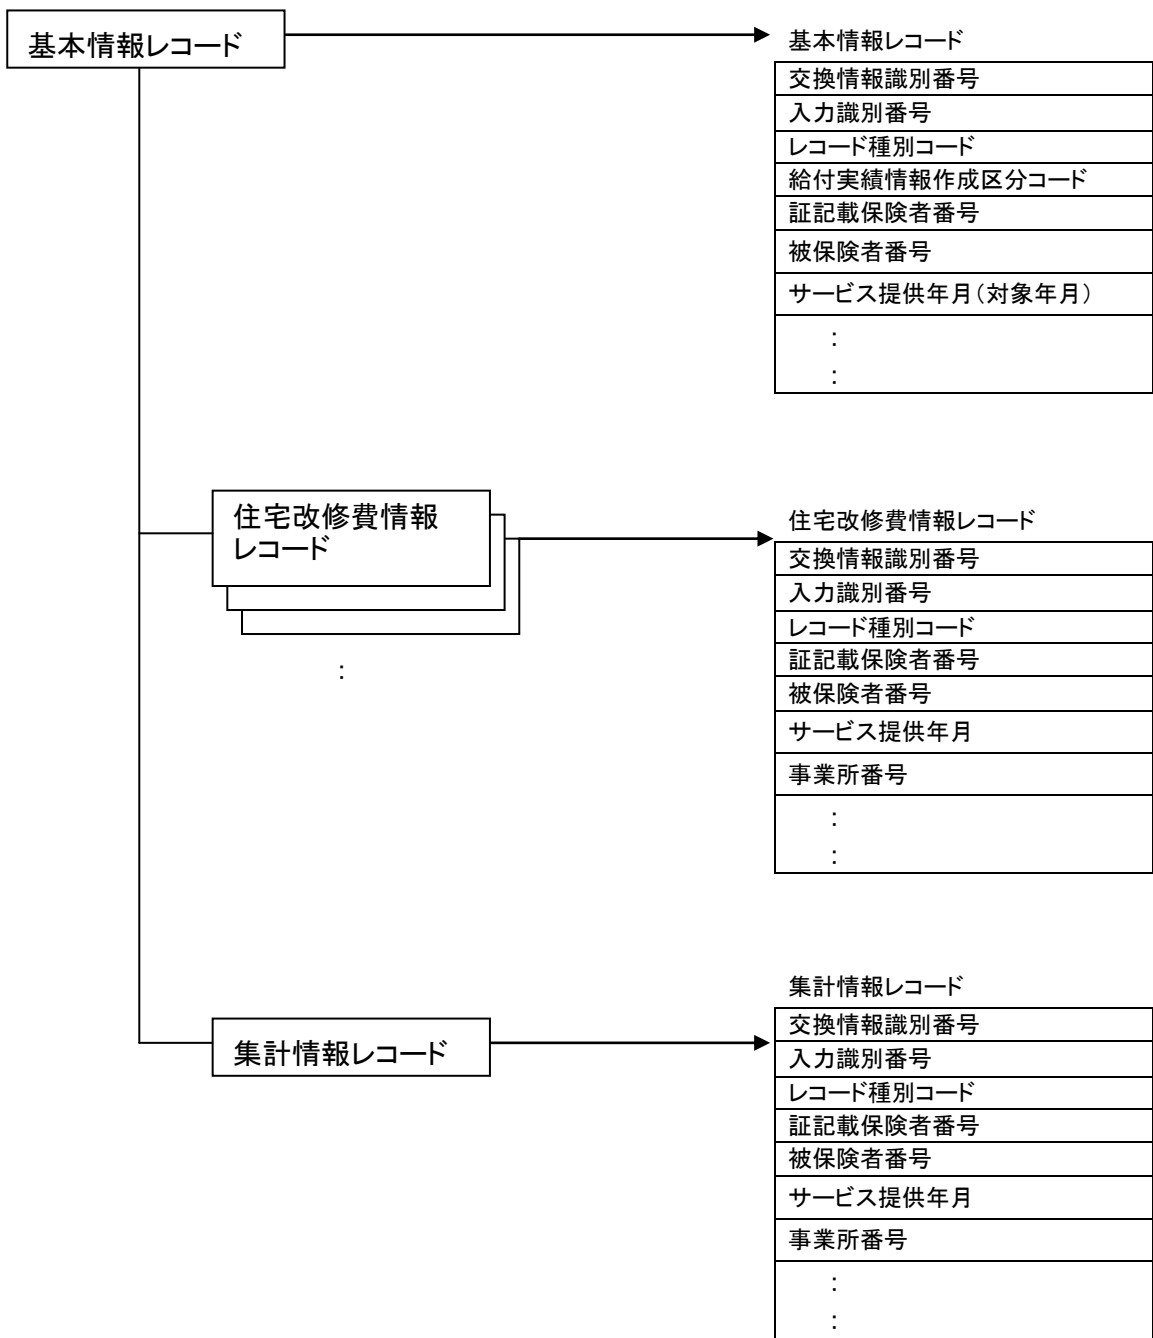 基本情報レコード
基本情報レコード
交換情報識別番号
入力識別番号
レコード種別コード
給付実績情報作成区分コード
証記載保険者番号
被保険者番号
サービス提供年月(対象年月)
:
:
住宅改修費情報
レコード
:
住宅改修費情報レコード
交換情報識別番号
入力識別番号
レコード種別コード
証記載保険者番号
被保険者番号
サービス提供年月
事業所番号
:
:
集計情報レコード
集計情報レコード
交換情報識別番号
入力識別番号
レコード種別コード
証記載保険者番号
被保険者番号
サービス提供年月
事業所番号
:
: